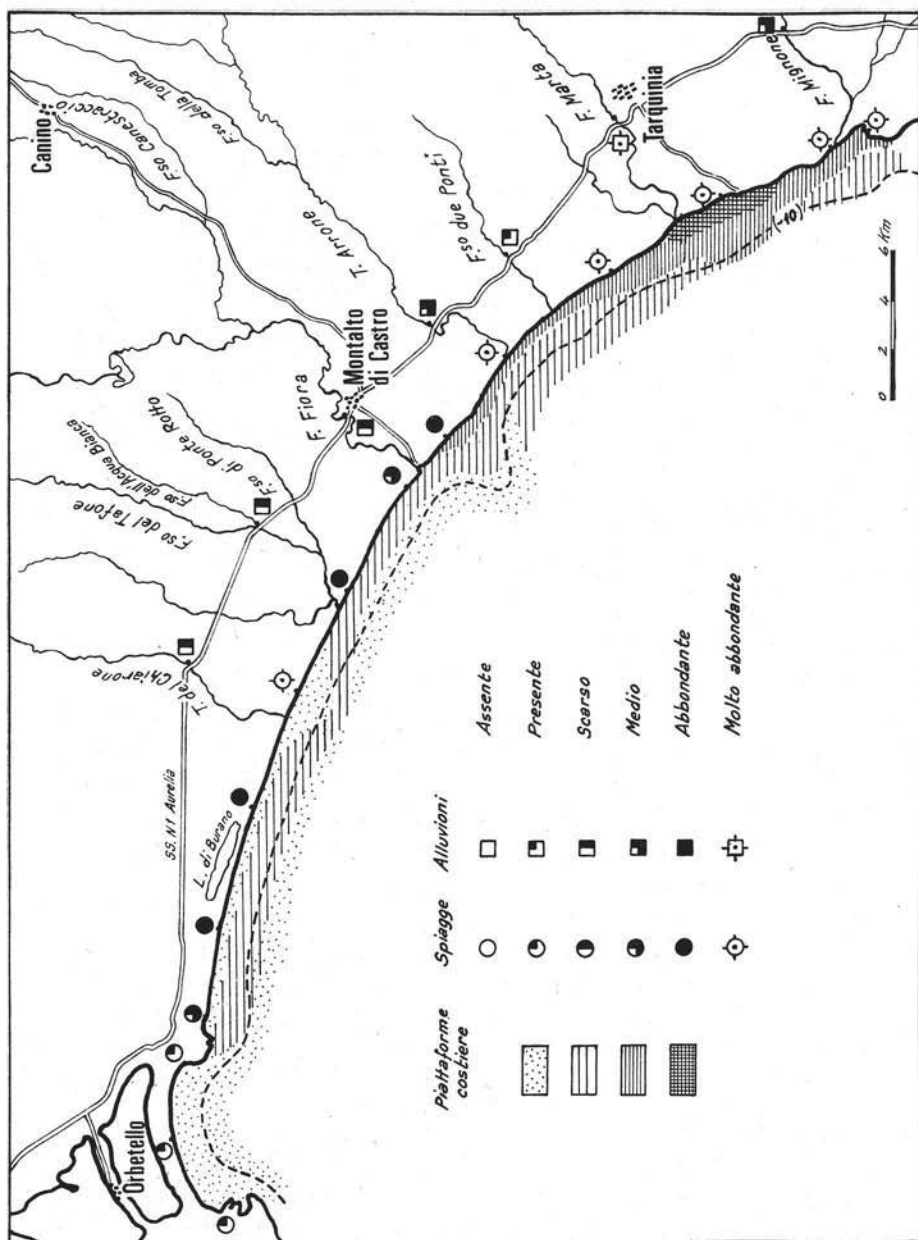 Canino
F.so Canestraccio
F.so della Tomba
T. Arrone
F.so due Ponti
F. Marta
Tarquinia
F. Mignone
Montalto
di Castro
F. Fiora
F.so di Ponte Rotto
F.so dell'Acqua Bianca
F.so del Tafone
T. del Chiarone
SS. N1 Aurelia
L. di Burano
Orbetello
(-10)
0 2 4 6 Km
Piattaforme
costiere
Spiagge
Alluvioni
Assente
Presente
Scarso
Medio
Abbondante
Molto abbondante